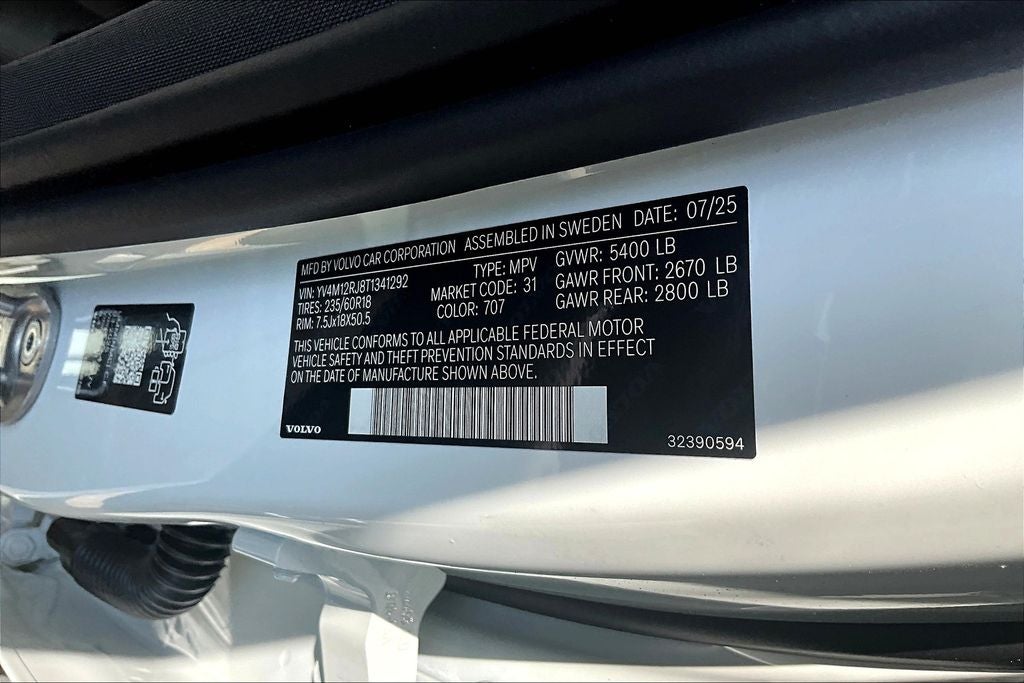 MFD BY VOLVO CAR CORPORATION ASSEMBLED IN SWEDEN DATE: 07/25
VIN: YV4M12RJ8T1341292 TYPE: MPV GVWR: 5400 LB
TIRES: 235/60R18 MARKET CODE: 31 GAWR FRONT: 2670 LB
RIM: 7.5Jx18X50.5 COLOR: 707 GAWR REAR: 2800 LB
THIS VEHICLE CONFORMS TO ALL APPLICABLE FEDERAL MOTOR
VEHICLE SAFETY AND THEFT PREVENTION STANDARDS IN EFFECT
ON THE DATE OF MANUFACTURE SHOWN ABOVE.
VOLVO
32390594